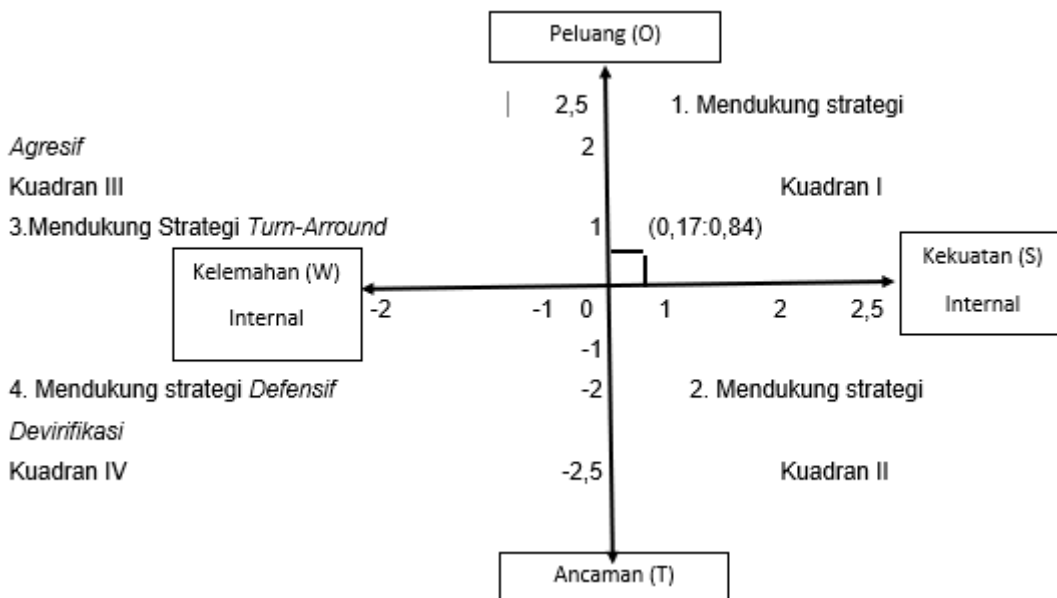 Peluang (O)
2,5 1. Mendukung strategi
Agresif 2
Kuadran III Kuadran I
3.Mendukung Strategi Turn-Arround 1 (0,17:0,84)
Kelemahan (W)
Internal
Kekuatan (S)
Internal
-2 -1 0 1 2 2,5
-1
4. Mendukung strategi Defensif -2 2. Mendukung strategi
Devirifikasi
Kuadran IV -2,5 Kuadran II
Ancaman (T)